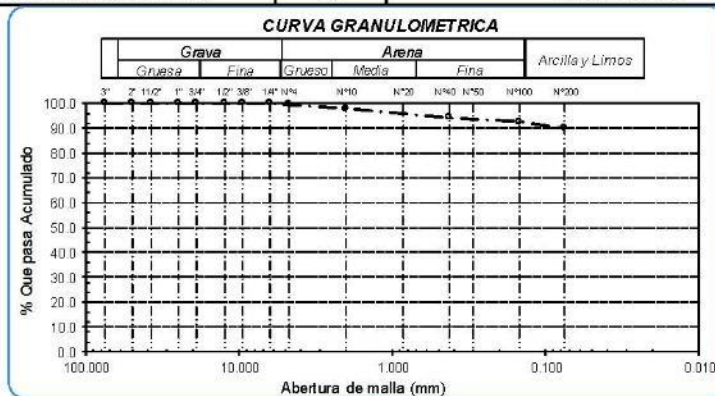 CURVA GRANULOMETRICA
Grava Arena Arcilla y Limos
Gruesa Fina Grueso Media Fina
3" 2" 11/2" 1" 3/4" 1/2" 3/8" 1/4" N°4 N°10 N°20 N°40 N°50 N°100 N°200
% Que pasa Acumulado
100.0
90.0
80.0
70.0
60.0
50.0
40.0
30.0
20.0
10.0
0.0
100.000 10.000 1.000 0.100 0.010
Abertura de malla (mm)